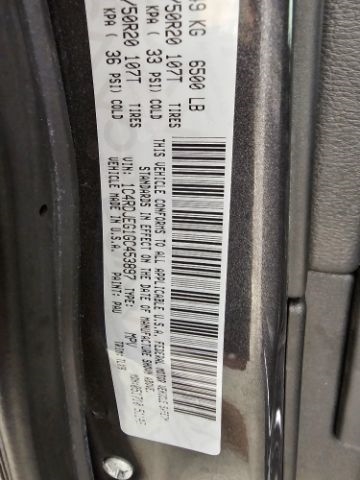 49 KG 6500 LB
/50R20 107T TIRES
KPA ( 33 PSI) COLD
/50R20 107T TIRES
KPA ( 36 PSI) COLD
THIS VEHICLE CONFORMS TO ALL APPLICABLE U.S.A. FEDERAL MOTOR VEHICLE SAFETY
STANDARDS IN EFFECT ON THE DATE OF MANUFACTURE SHOWN ABOVE.
VIN: 1C4RDJEG1GC453897 TYPE: MPV
VEHICLE MADE IN U.S.A.
PAINT: PAU
TRIM: